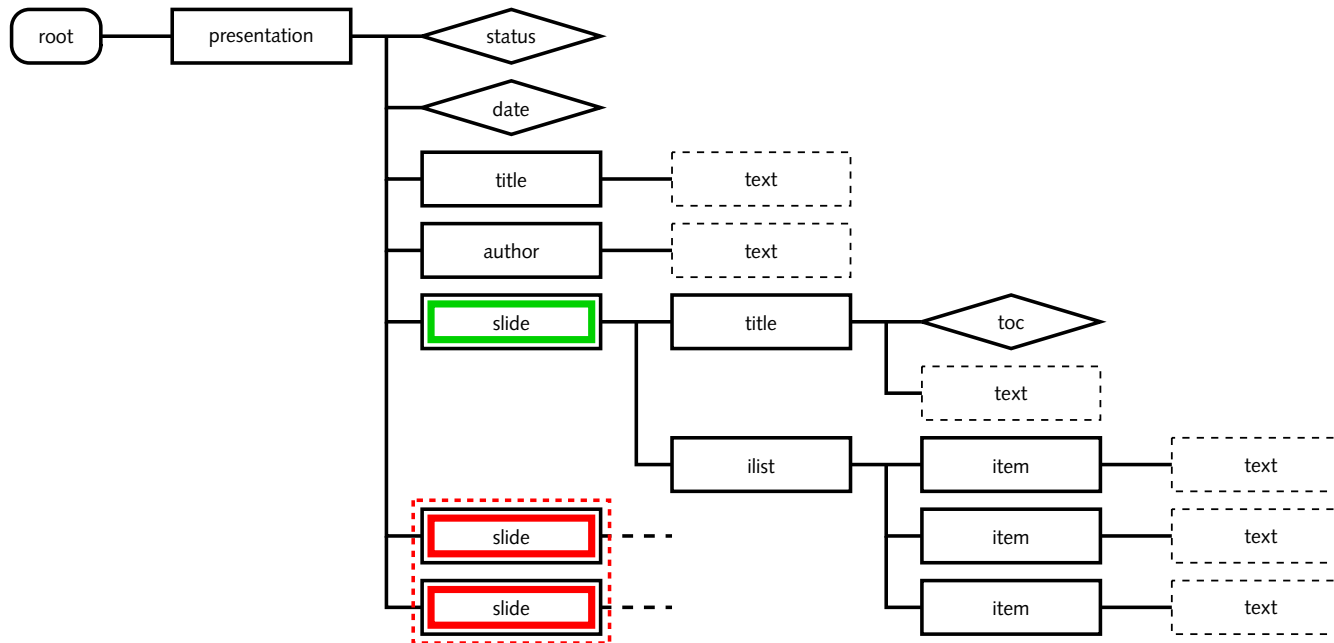 root presentation status
date
title text
author text
slide title toc
text
ilist item text
slide item text
slide item text